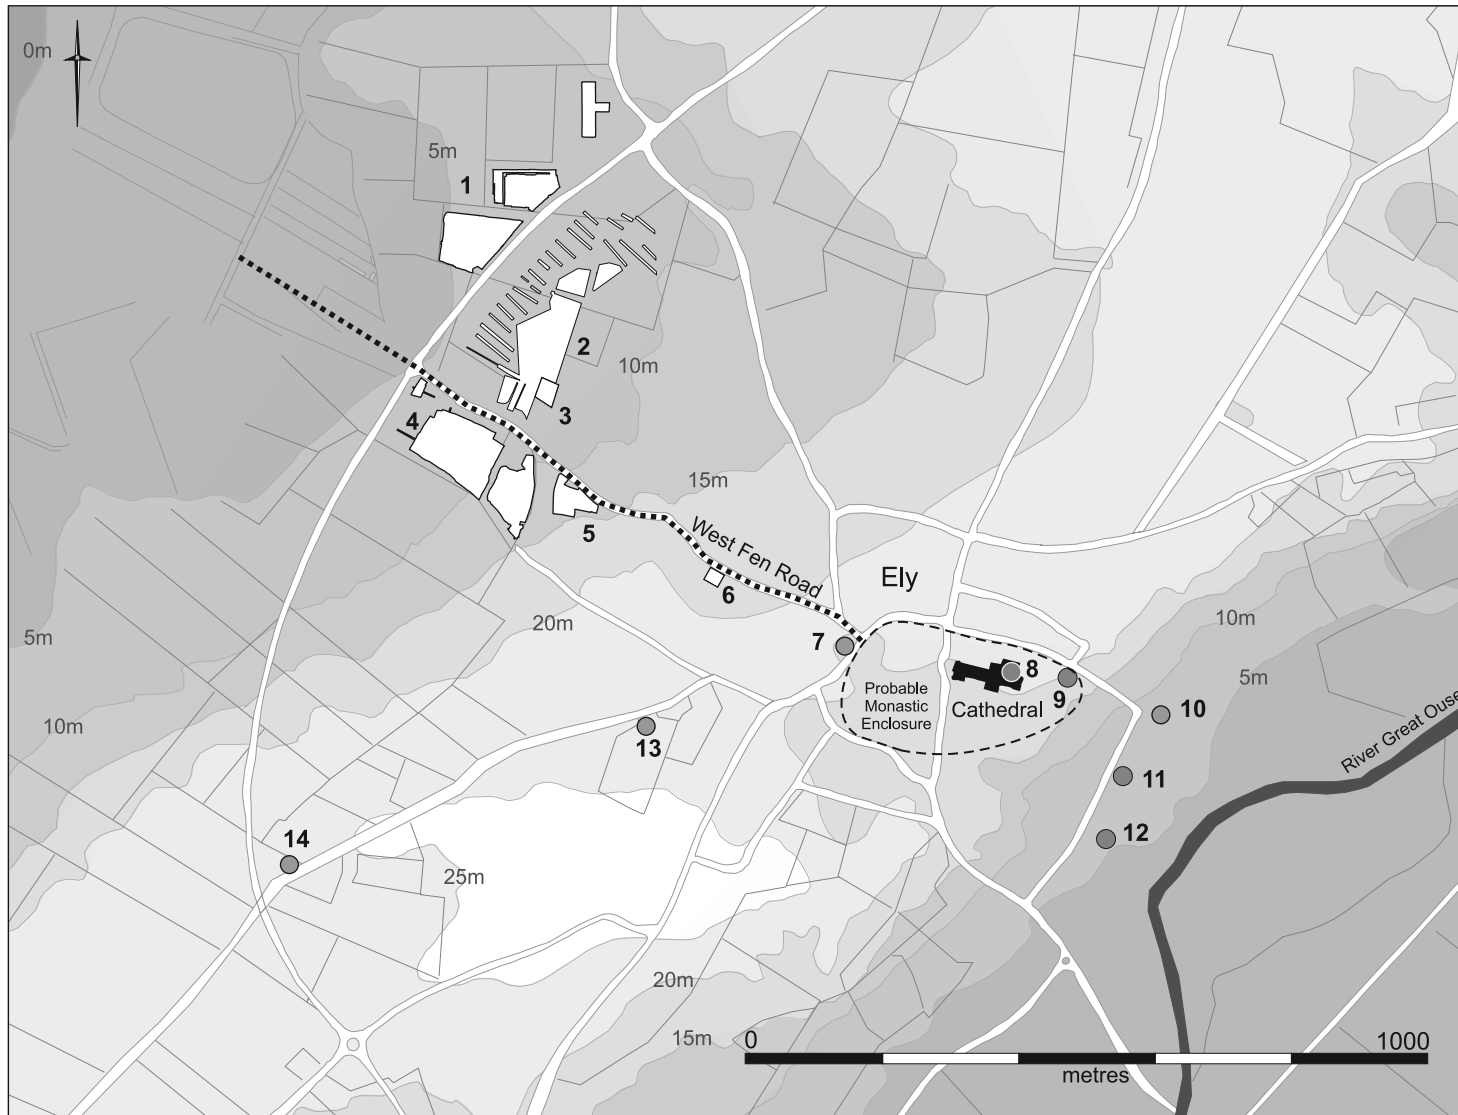 0m
5m
1
2
10m
3
4
15m
5
West Fen Road
Ely
6
20m
10m
5m
7
8
5m
Probable
Monastic
Enclosure
9
Cathedral
10
10m
13
River Great Ouse
11
12
14
25m
20m
15m
0
1000
metres